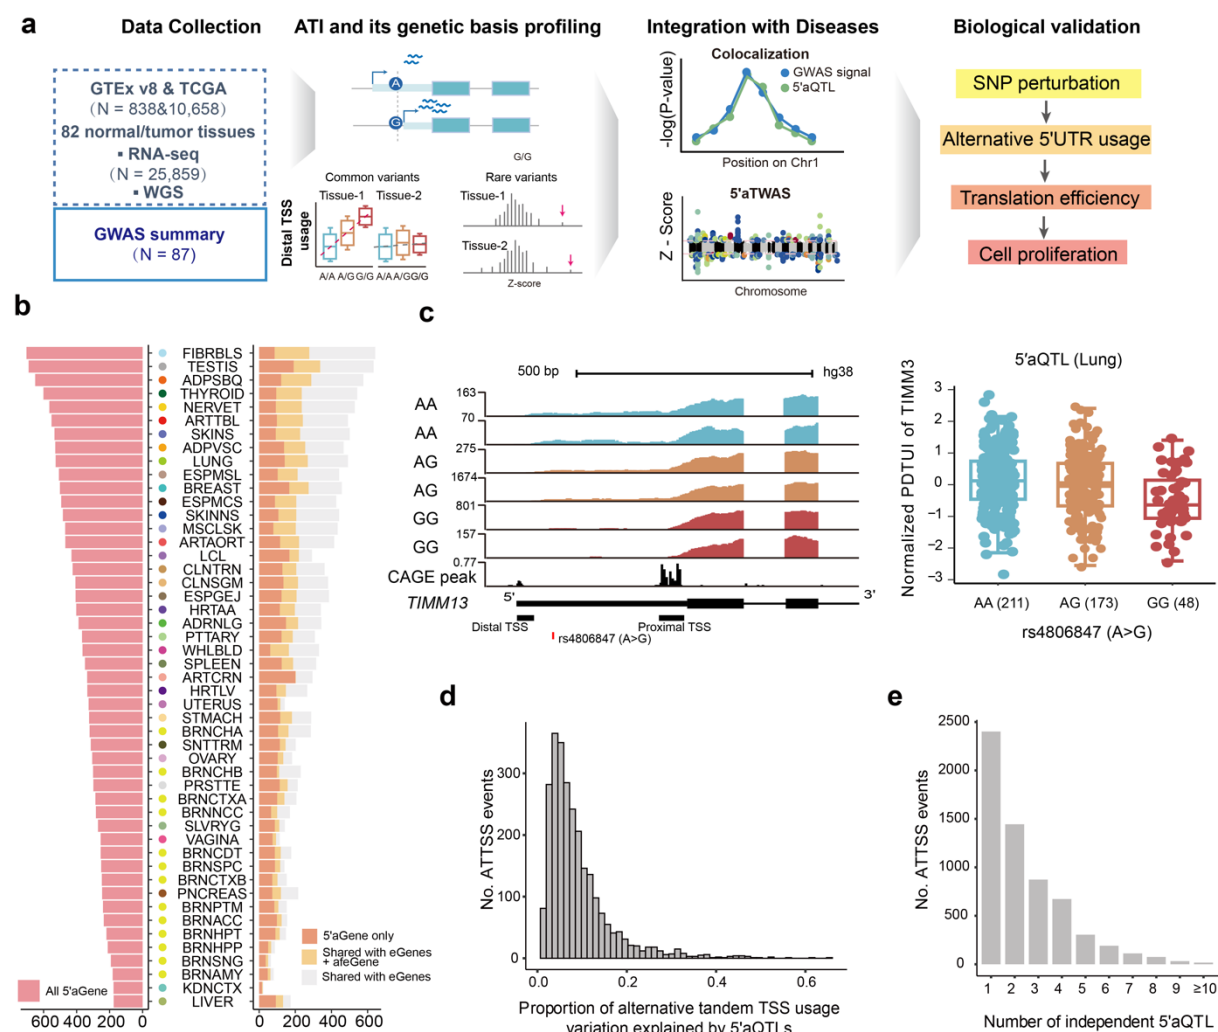 a
Data Collection
ATI and its genetic basis profiling
Integration with Diseases
Biological validation
GTEx v8 & TCGA
(N = 838&10,658)
82 normal/tumor tissues
▪ RNA-seq
(N = 25,859)
▪ WGS
GWAS summary
(N = 87)
A
G
G/G
Common variants
Rare variants
Tissue-1 Tissue-2
Tissue-1
Tissue-2
Distal TSS
usage
A/A A/G G/G A/A A/G G/G
Z-score
Colocalization
GWAS signal
5'aQTL
-log(P-value)
Position on Chr1
5'aTWAS
Z - Score
Chromosome
SNP perturbation
Alternative 5'UTR usage
Translation efficiency
Cell proliferation
b
FIBRBLS
TESTIS
ADPSBQ
THYROID
NERVET
ARTTBL
SKINS
ADPVSC
LUNG
ESPMSL
BREAST
ESPMCS
SKINNS
MSCLSK
ARTAORT
LCL
CLNTRN
CLNSGM
ESPGEJ
HRTAA
ADRNLG
PTTARY
WHLBLD
SPLEEN
ARTCRN
HRTLV
UTERUS
STMACH
BRNCHA
SNTTRM
OVARY
BRNCHB
PRSTTE
BRNCTXA
BRNNCC
SLVRYG
VAGINA
BRNCDT
BRNSPC
BRNCTXB
PNCREAS
BRNPTM
BRNACC
BRNHPT
BRNHPP
BRNSNG
BRNAMY
KDNCTX
LIVER
All 5'aGene
5'aGene only
Shared with eGenes
+ afeGene
Shared with eGenes
600 400 200 0
0 200 400 600
c
500 bp
hg38
163
AA
70
AA
275
AG
1674
AG
801
GG
157
GG
0.77
CAGE peak
5'
3'
TIMM13
Distal TSS
Proximal TSS
rs4806847 (A>G)
5'aQTL (Lung)
Normalized PDTUI of TIMM3
3
2
1
0
−1
−2
−3
AA (211) AG (173) GG (48)
rs4806847 (A>G)
d
No. ATTSS events
300
200
100
0
0.0 0.2 0.4 0.6
Proportion of alternative tandem TSS usage
variation explained by 5'aQTLs
e
No. ATTSS events
2500
2000
1500
1000
500
0
1 2 3 4 5 6 7 8 9 ≥10
Number of independent 5'aQTL